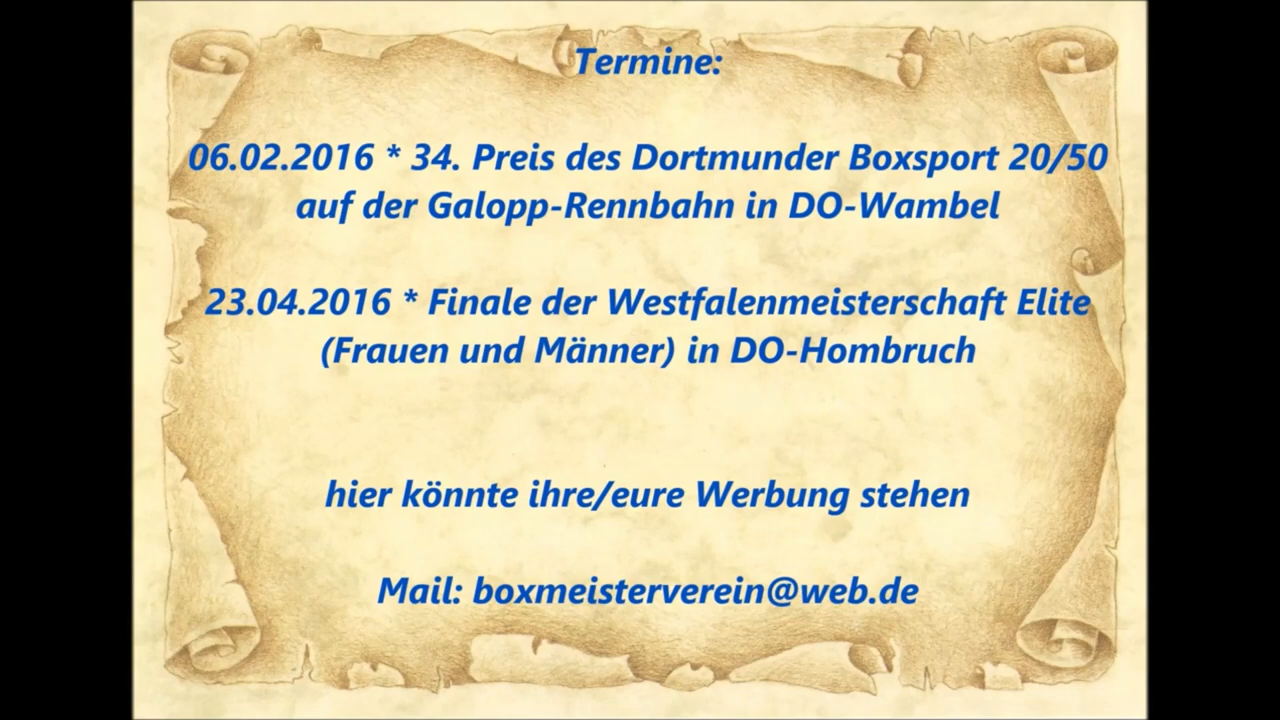 Termine:
06.02.2016 * 34. Preis des Dortmunder Boxsport 20/50
auf der Galopp-Rennbahn in DO-Wambel
23.04.2016 * Finale der Westfalenmeisterschaft Elite
(Frauen und Männer) in DO-Hombruch
hier könnte ihre/eure Werbung stehen
Mail: boxmeisterverein@web.de